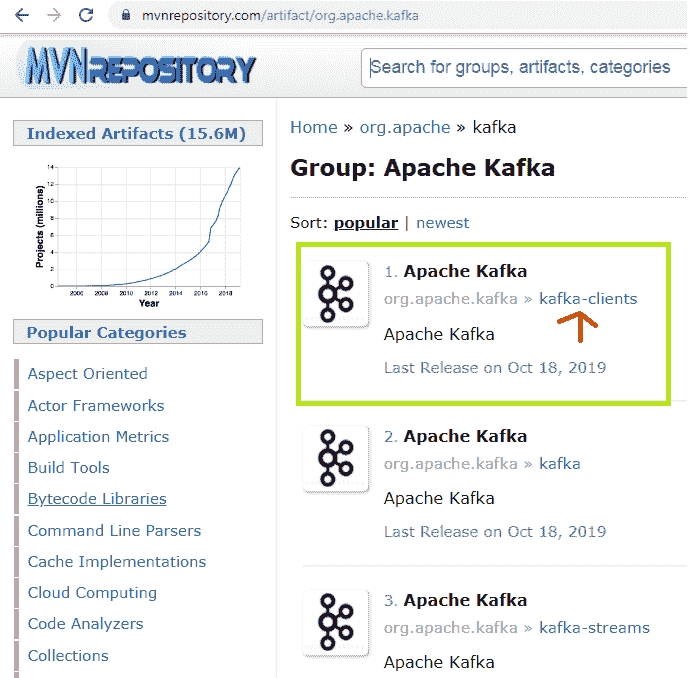 mvnrepository.com/artifact/org.apache.kafka
MVNREPOSITORY
Search for groups, artifacts, categories
Indexed Artifacts (15.6M)
Projects (millions)
14
12
10
8
6
4
2
0
2006 2008 2010 2012 2014 2016 2018
Year
Popular Categories
Aspect Oriented
Actor Frameworks
Application Metrics
Build Tools
Bytecode Libraries
Command Line Parsers
Cache Implementations
Cloud Computing
Code Analyzers
Collections
Home » org.apache » kafka
Group: Apache Kafka
Sort: popular | newest
1. Apache Kafka
org.apache.kafka » kafka-clients
Apache Kafka
Last Release on Oct 18, 2019
2. Apache Kafka
org.apache.kafka » kafka
Apache Kafka
Last Release on Oct 18, 2019
3. Apache Kafka
org.apache.kafka » kafka-streams
Apache Kafka